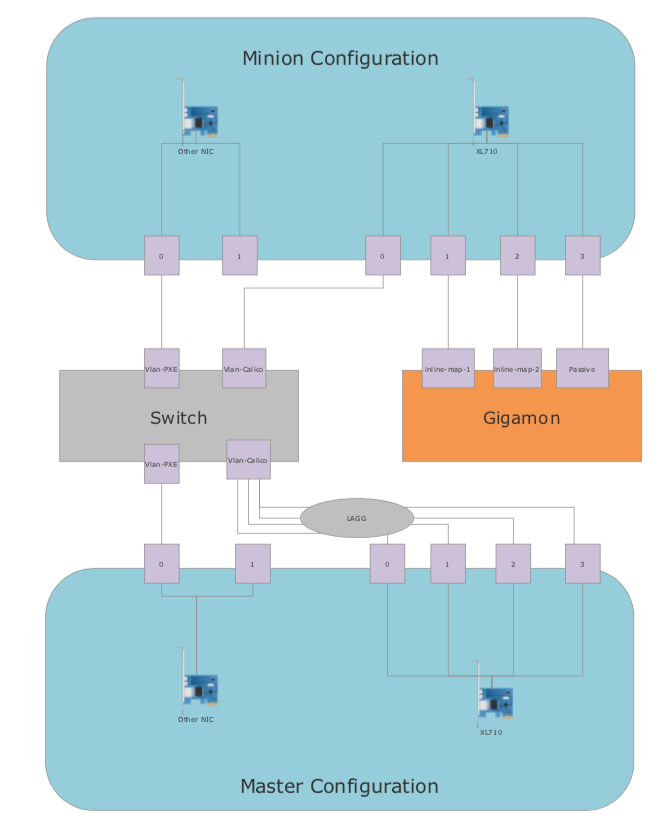 Minion Configuration
Other NIC
XL710
0
1
0
1
2
3
Vlan-PXE
Vlan-Calico
inline-map-1
inline-map-2
Passive
Switch
Gigamon
Vlan-PXE
Vlan-Calico
LAGG
0
1
0
1
2
3
Other NIC
XL710
Master Configuration